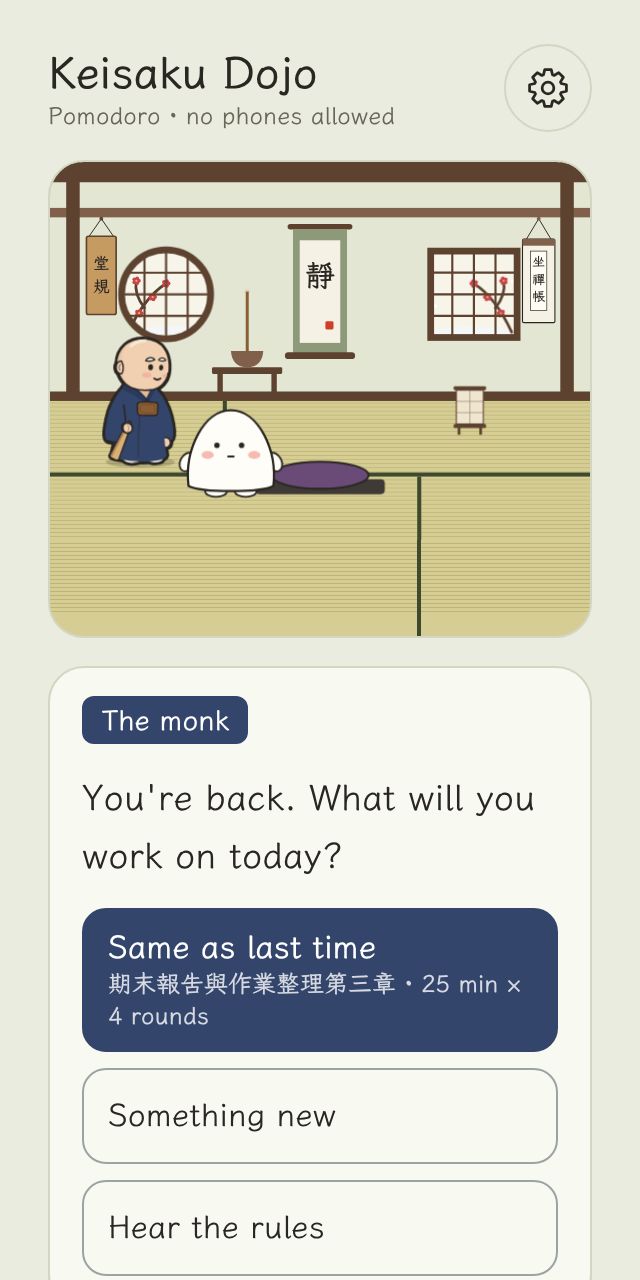 Keisaku Dojo
Pomodoro • no phones allowed
堂規
靜
坐禪帳
The monk
You're back. What will you
work on today?
Same as last time
期末報告與作業整理第三章 • 25 min ×
4 rounds
Something new
Hear the rules